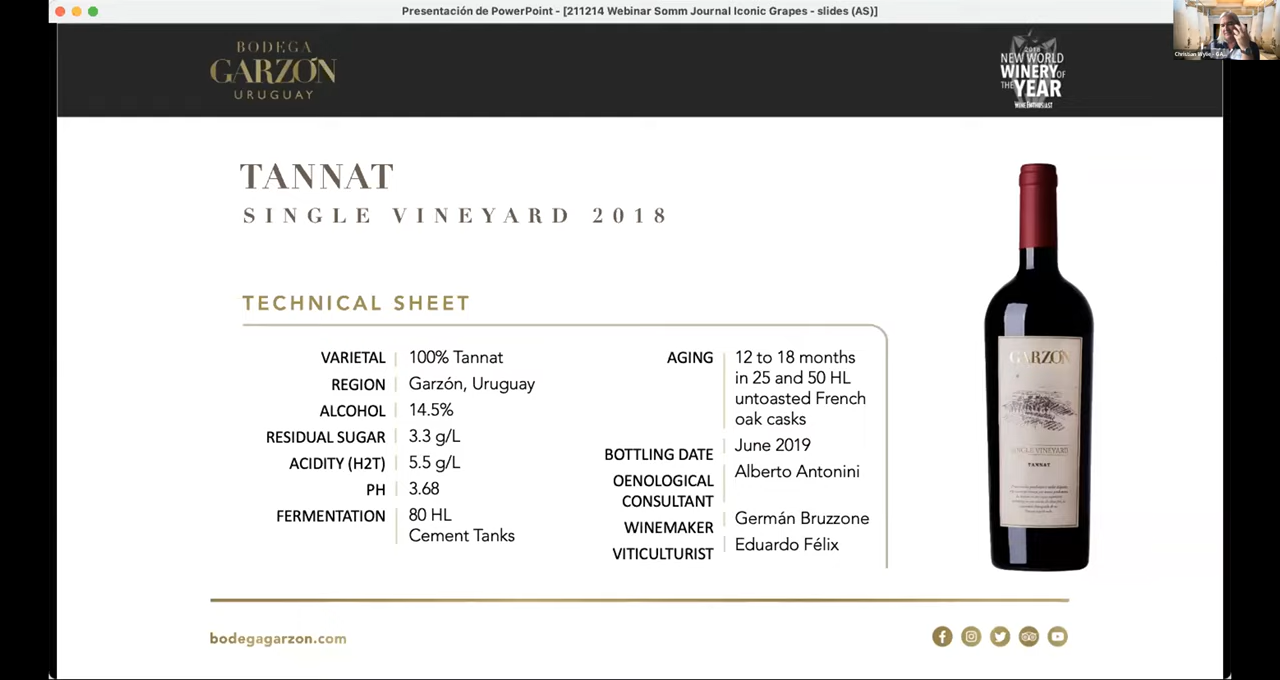 Presentación de PowerPoint - [211214 Webinar Somm Journal Iconic Grapes - slides (AS)]
BODEGA
GARZÓN
URUGUAY
2018
NEW WORLD
WINERY OF
THE YEAR
WINE ENTHUSIAST
TANNAT
SINGLE VINEYARD 2018
TECHNICAL SHEET
VARIETAL 100% Tannat
REGION Garzón, Uruguay
ALCOHOL 14.5%
RESIDUAL SUGAR 3.3 g/L
ACIDITY (H2T) 5.5 g/L
PH 3.68
FERMENTATION 80 HL
Cement Tanks
AGING 12 to 18 months
in 25 and 50 HL
untoasted French
oak casks
BOTTLING DATE June 2019
OENOLOGICAL
CONSULTANT Alberto Antonini
WINEMAKER Germán Bruzzone
VITICULTURIST Eduardo Félix
GARZÓN
SINGLE VINEYARD
TANNAT
bodegagarzon.com